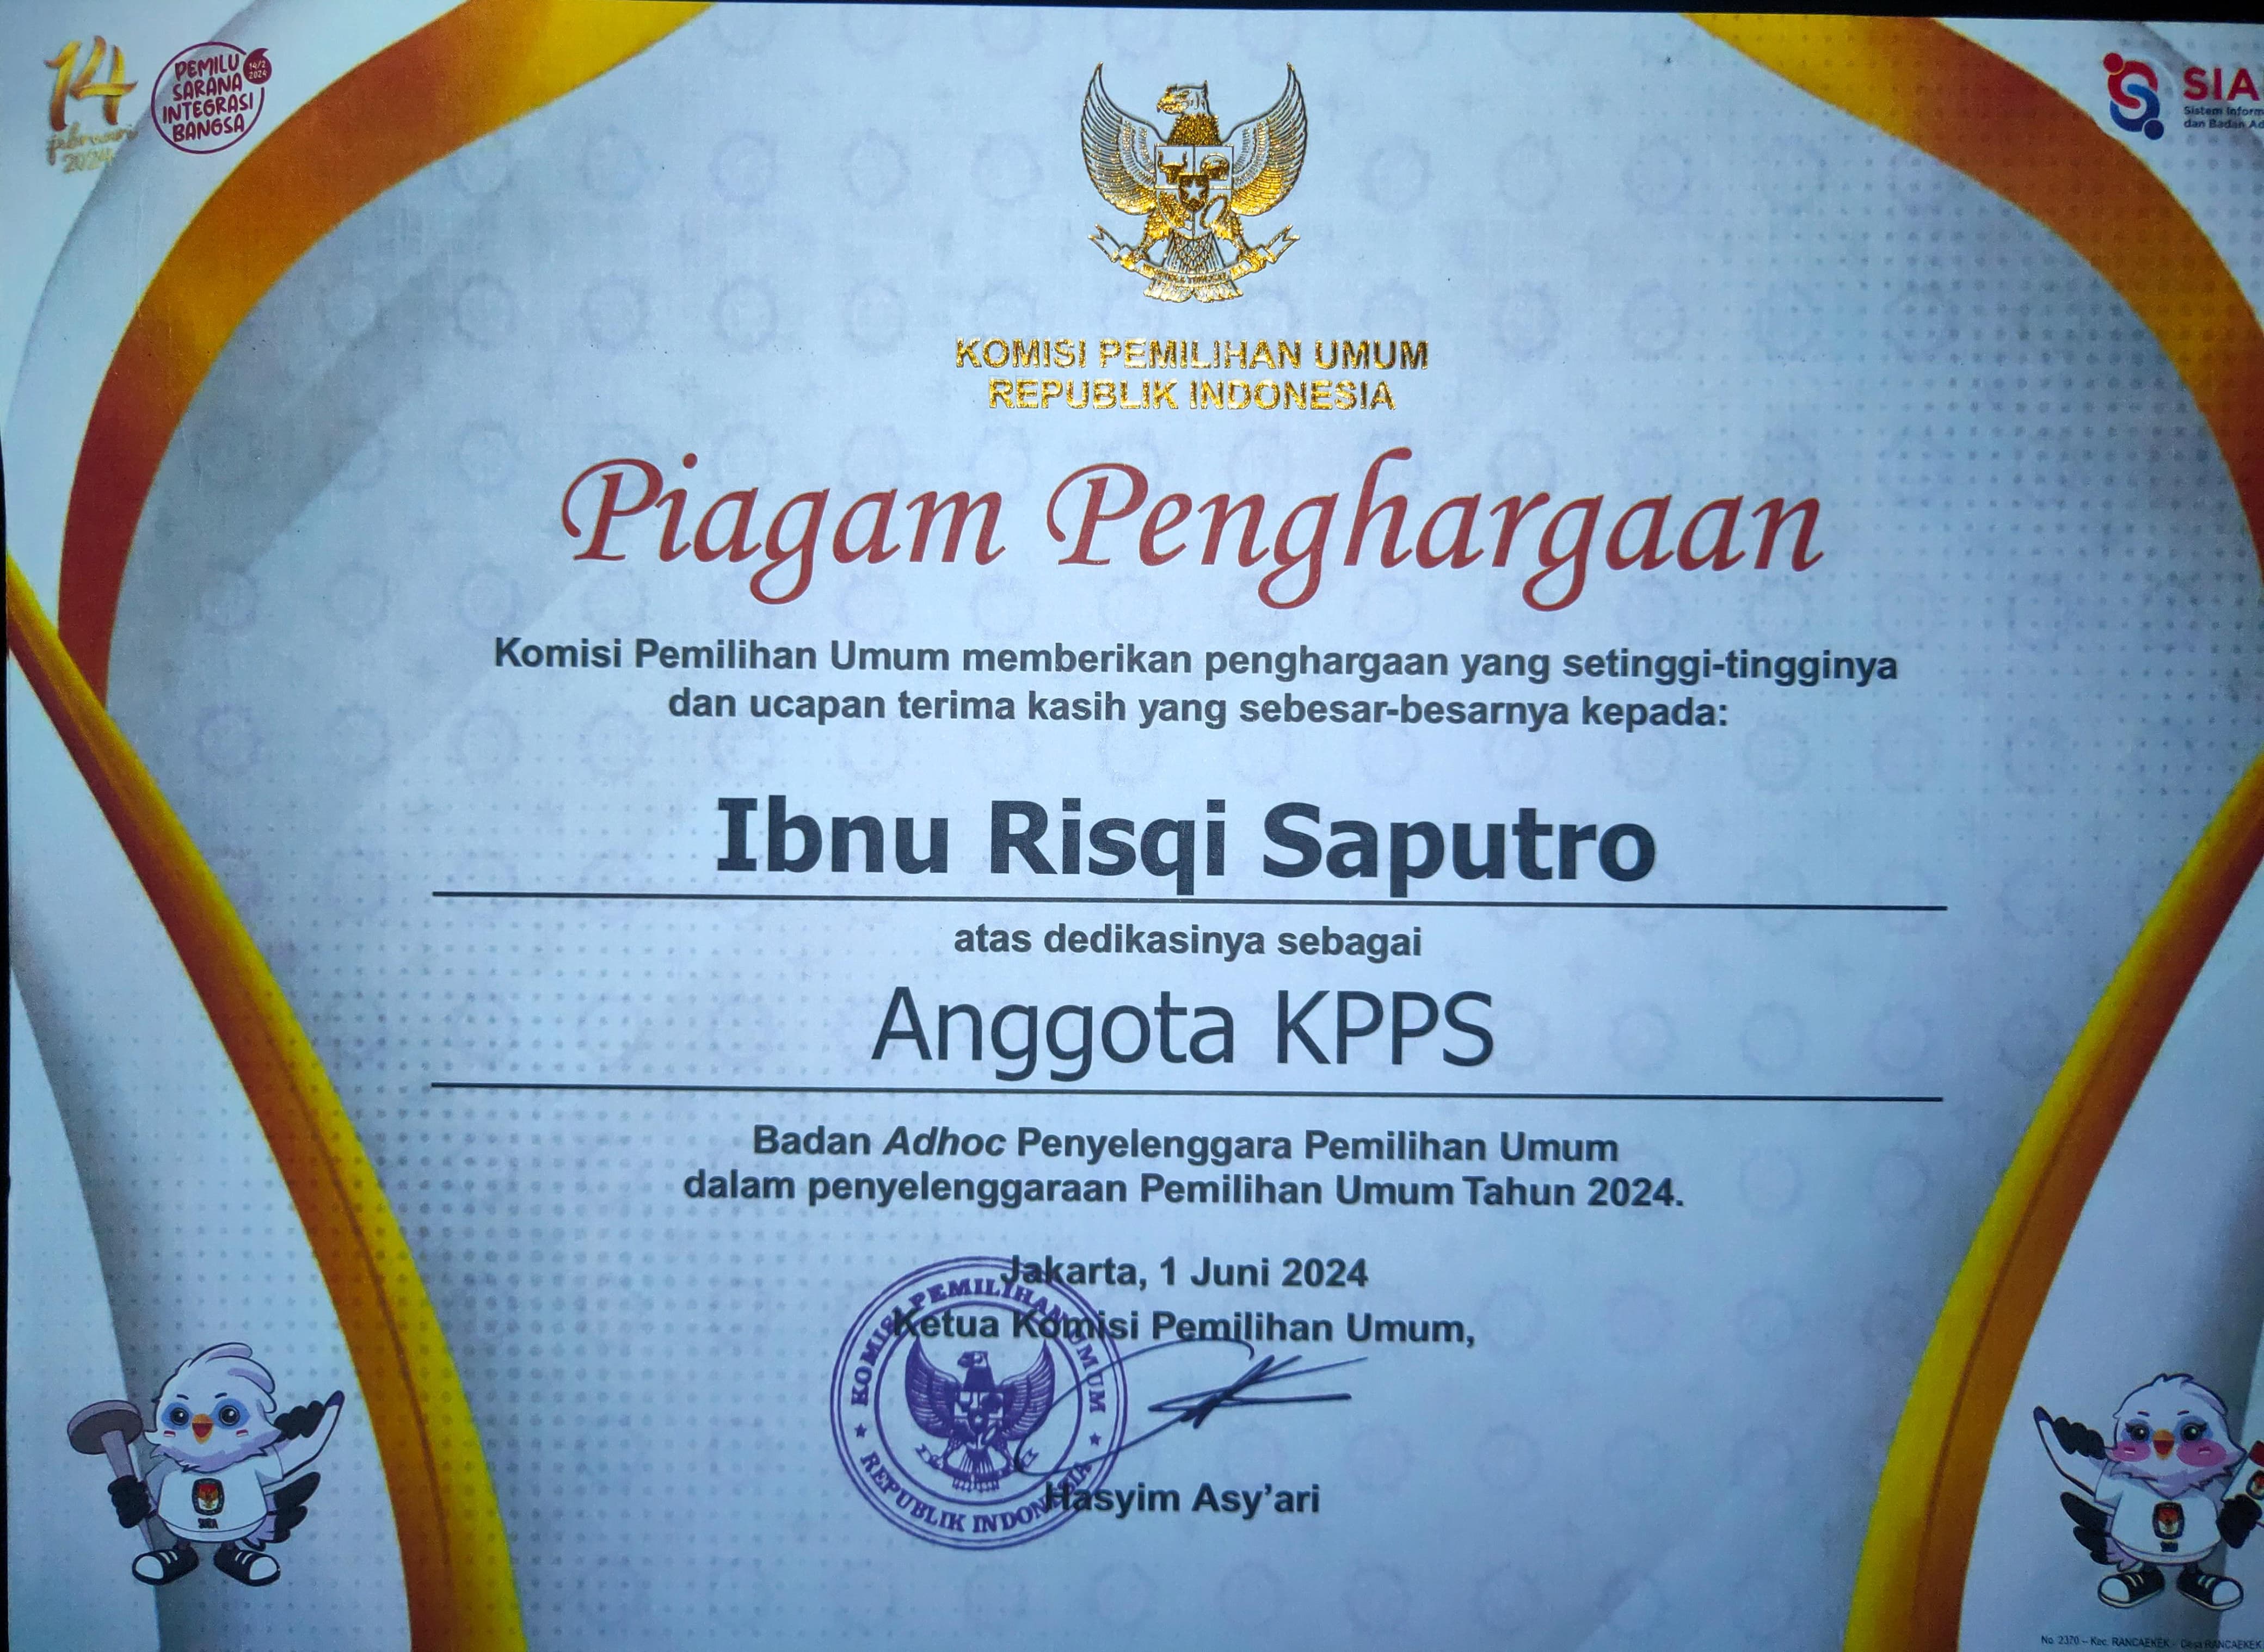 14
februari
2024
PEMILU
SARANA
INTEGRASI
BANGSA
14/2
2024
SIA
Sistem Inform
dan Badan Ad
KOMISI PEMILIHAN UMUM
REPUBLIK INDONESIA
Piagam Penghargaan
Komisi Pemilihan Umum memberikan penghargaan yang setinggi-tingginya
dan ucapan terima kasih yang sebesar-besarnya kepada:
Ibnu Risqi Saputro
atas dedikasinya sebagai
Anggota KPPS
Badan Adhoc Penyelenggara Pemilihan Umum
dalam penyelenggaraan Pemilihan Umum Tahun 2024.
Jakarta, 1 Juni 2024
Ketua Komisi Pemilihan Umum,
KOMISI PEMILIHAN UMUM
REPUBLIK INDONESIA
Hasyim Asy'ari
SURA
No. 2370 - Kec. RANCAEKEK - Desa RANCAEKEK